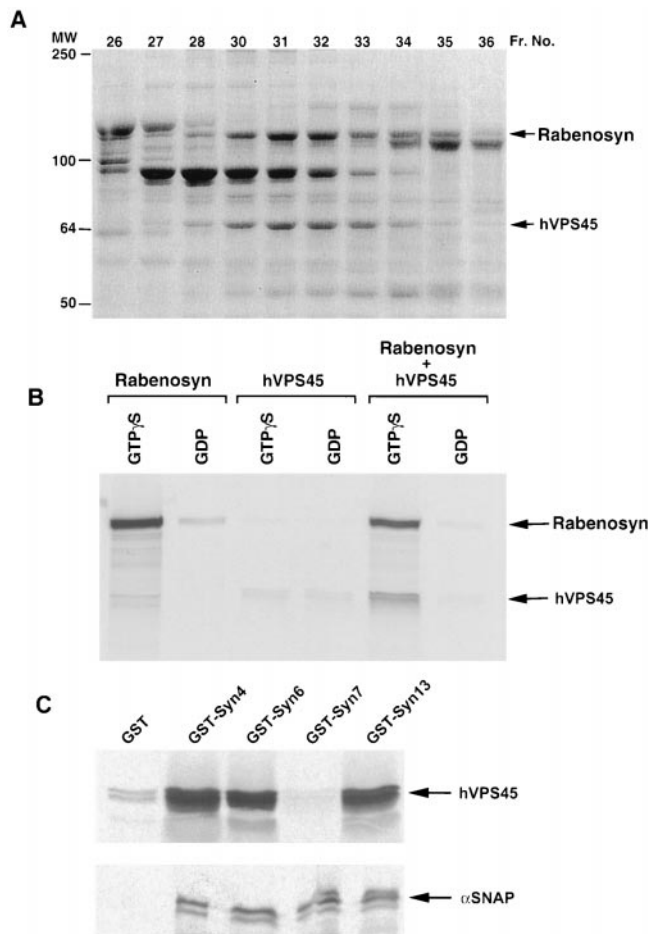 A
MW 26 27 28 30 31 32 33 34 35 36 Fr. No.
250
100
64
50
Rabenosyn
hVPS45
B
Rabenosyn hVPS45 Rabenosyn + hVPS45
GTPγS GDP GTPγS GDP GTPγS GDP
Rabenosyn
hVPS45
C
GST GST-Syn4 GST-Syn6 GST-Syn7 GST-Syn13
hVPS45
αSNAP